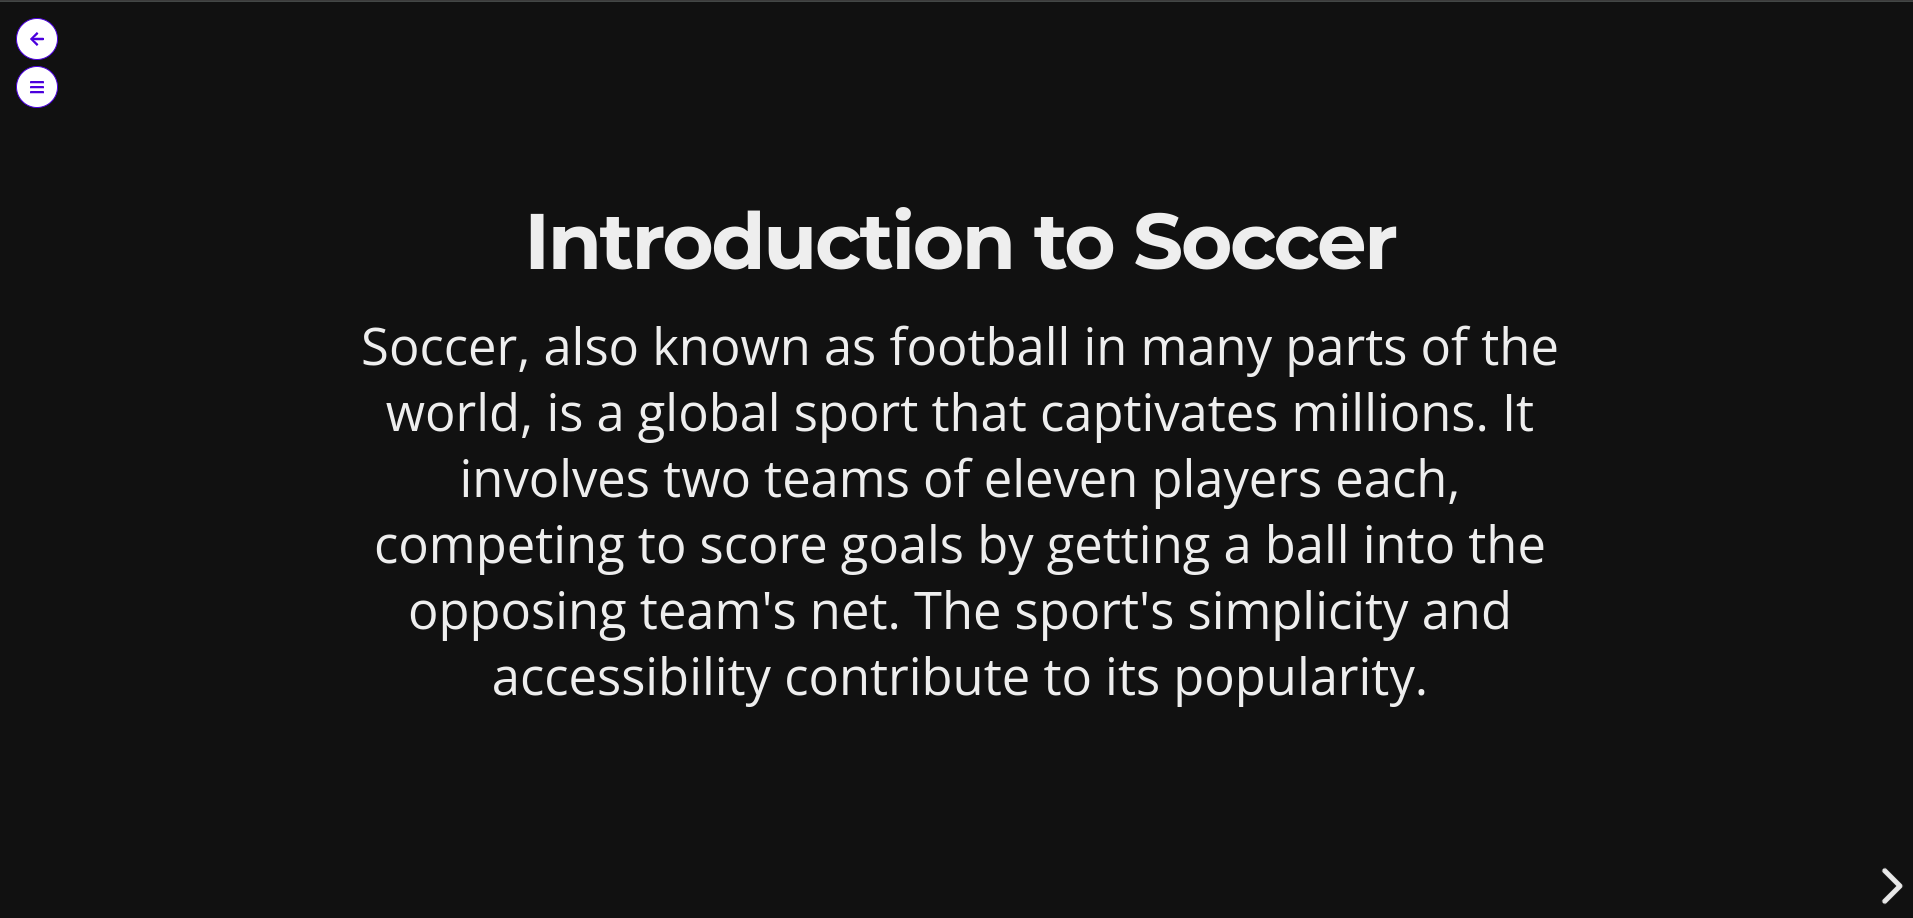 Introduction to Soccer
Soccer, also known as football in many parts of the
world, is a global sport that captivates millions. It
involves two teams of eleven players each,
competing to score goals by getting a ball into the
opposing team's net. The sport's simplicity and
accessibility contribute to its popularity.